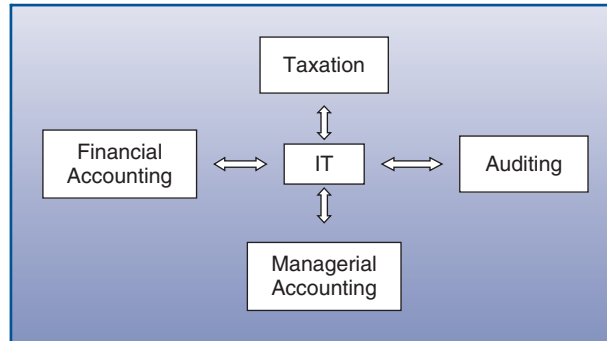 Taxation
Financial
Accounting
IT
Auditing
Managerial
Accounting